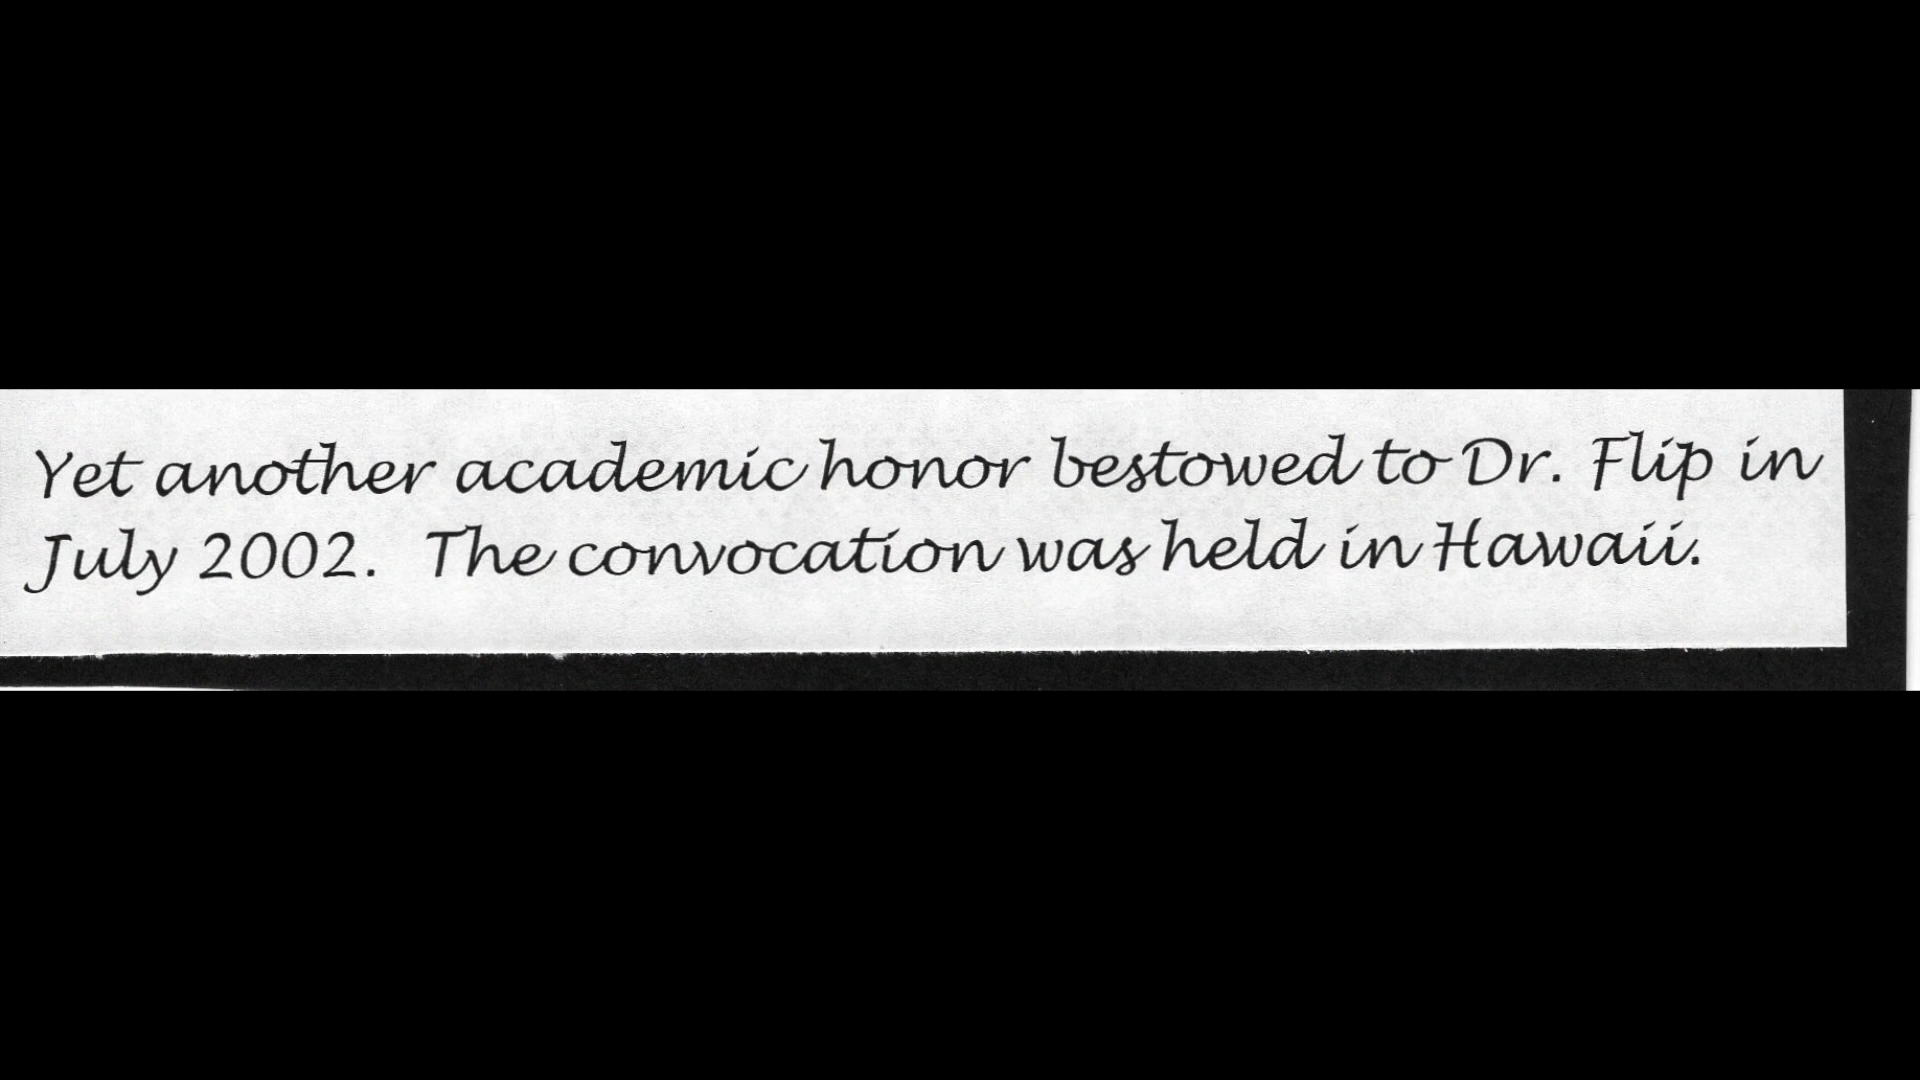 Yet another academic honor bestowed to Dr. Flip in
July 2002. The convocation was held in Hawaii.